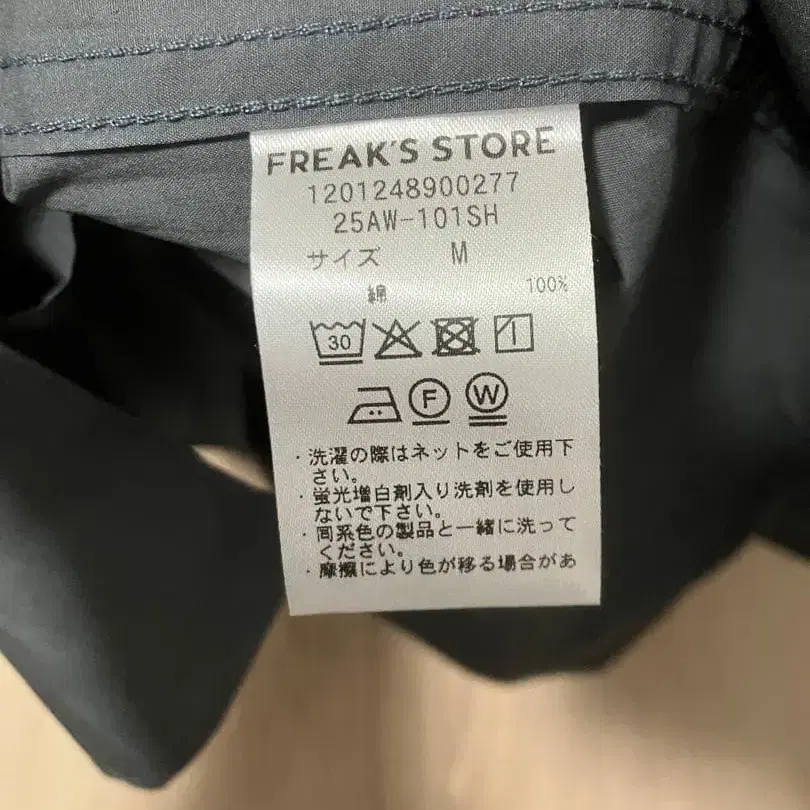 FREAK'S STORE
1201248900277
25AW-101SH
サイズ M
綿 100%
30
F W
・洗濯の際はネットをご使用下
さい。
・蛍光増白剤入り洗剤を使用し
ないで下さい。
・同系色の製品と一緒に洗って
ください。
・摩擦により色が移る場合があ